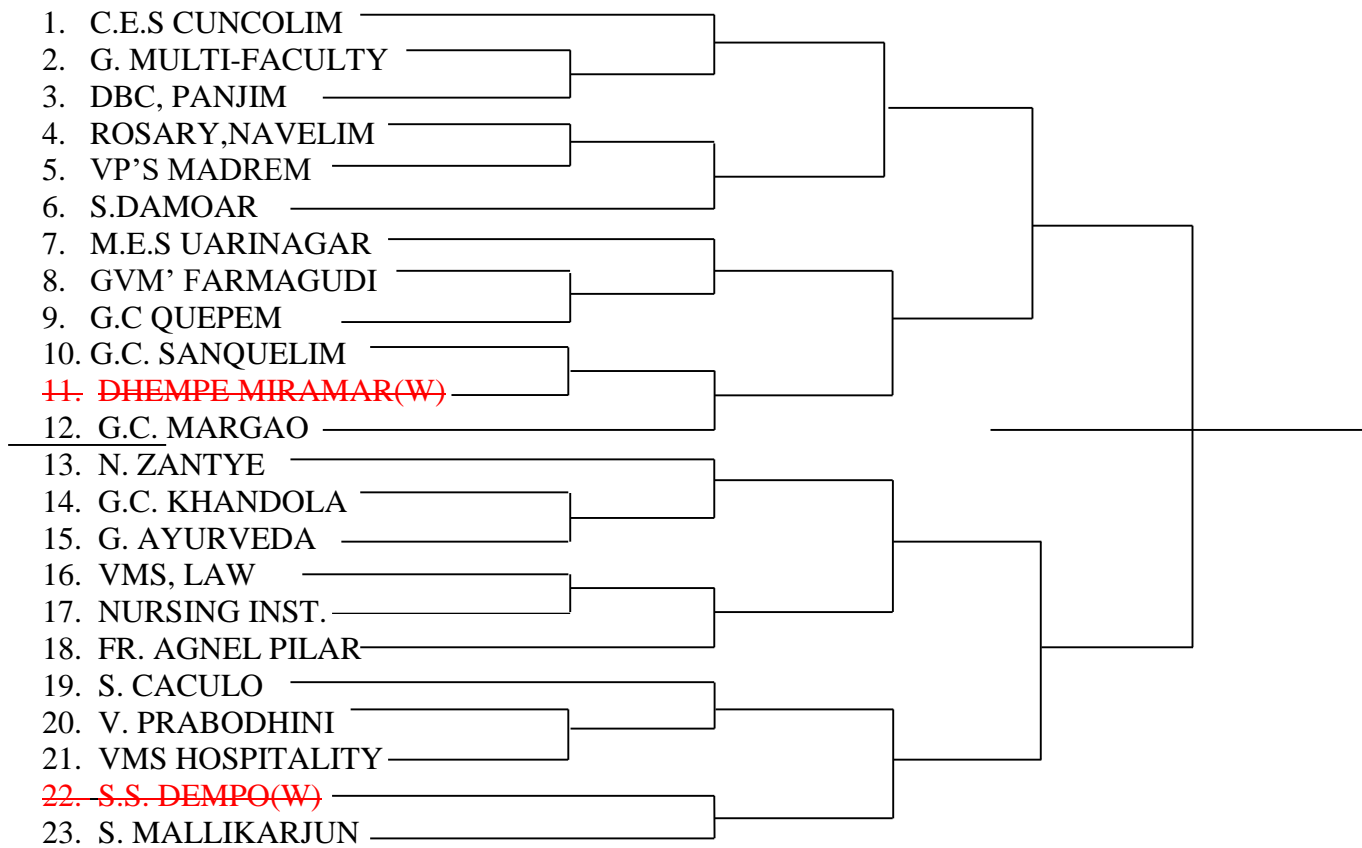 1. C.E.S CUNCOLIM
2. G. MULTI-FACULTY
3. DBC, PANJIM
4. ROSARY,NAVELIM
5. VP'S MADREM
6. S.DAMOAR
7. M.E.S UARINAGAR
8. GVM' FARMAGUDI
9. G.C QUEPEM
10. G.C. SANQUELIM
11. DHEMPE MIRAMAR(W)
12. G.C. MARGAO
13. N. ZANTYE
14. G.C. KHANDOLA
15. G. AYURVEDA
16. VMS, LAW
17. NURSING INST.
18. FR. AGNEL PILAR
19. S. CACULO
20. V. PRABODHINI
21. VMS HOSPITALITY
22. S.S. DEMPO(W)
23. S. MALLIKARJUN